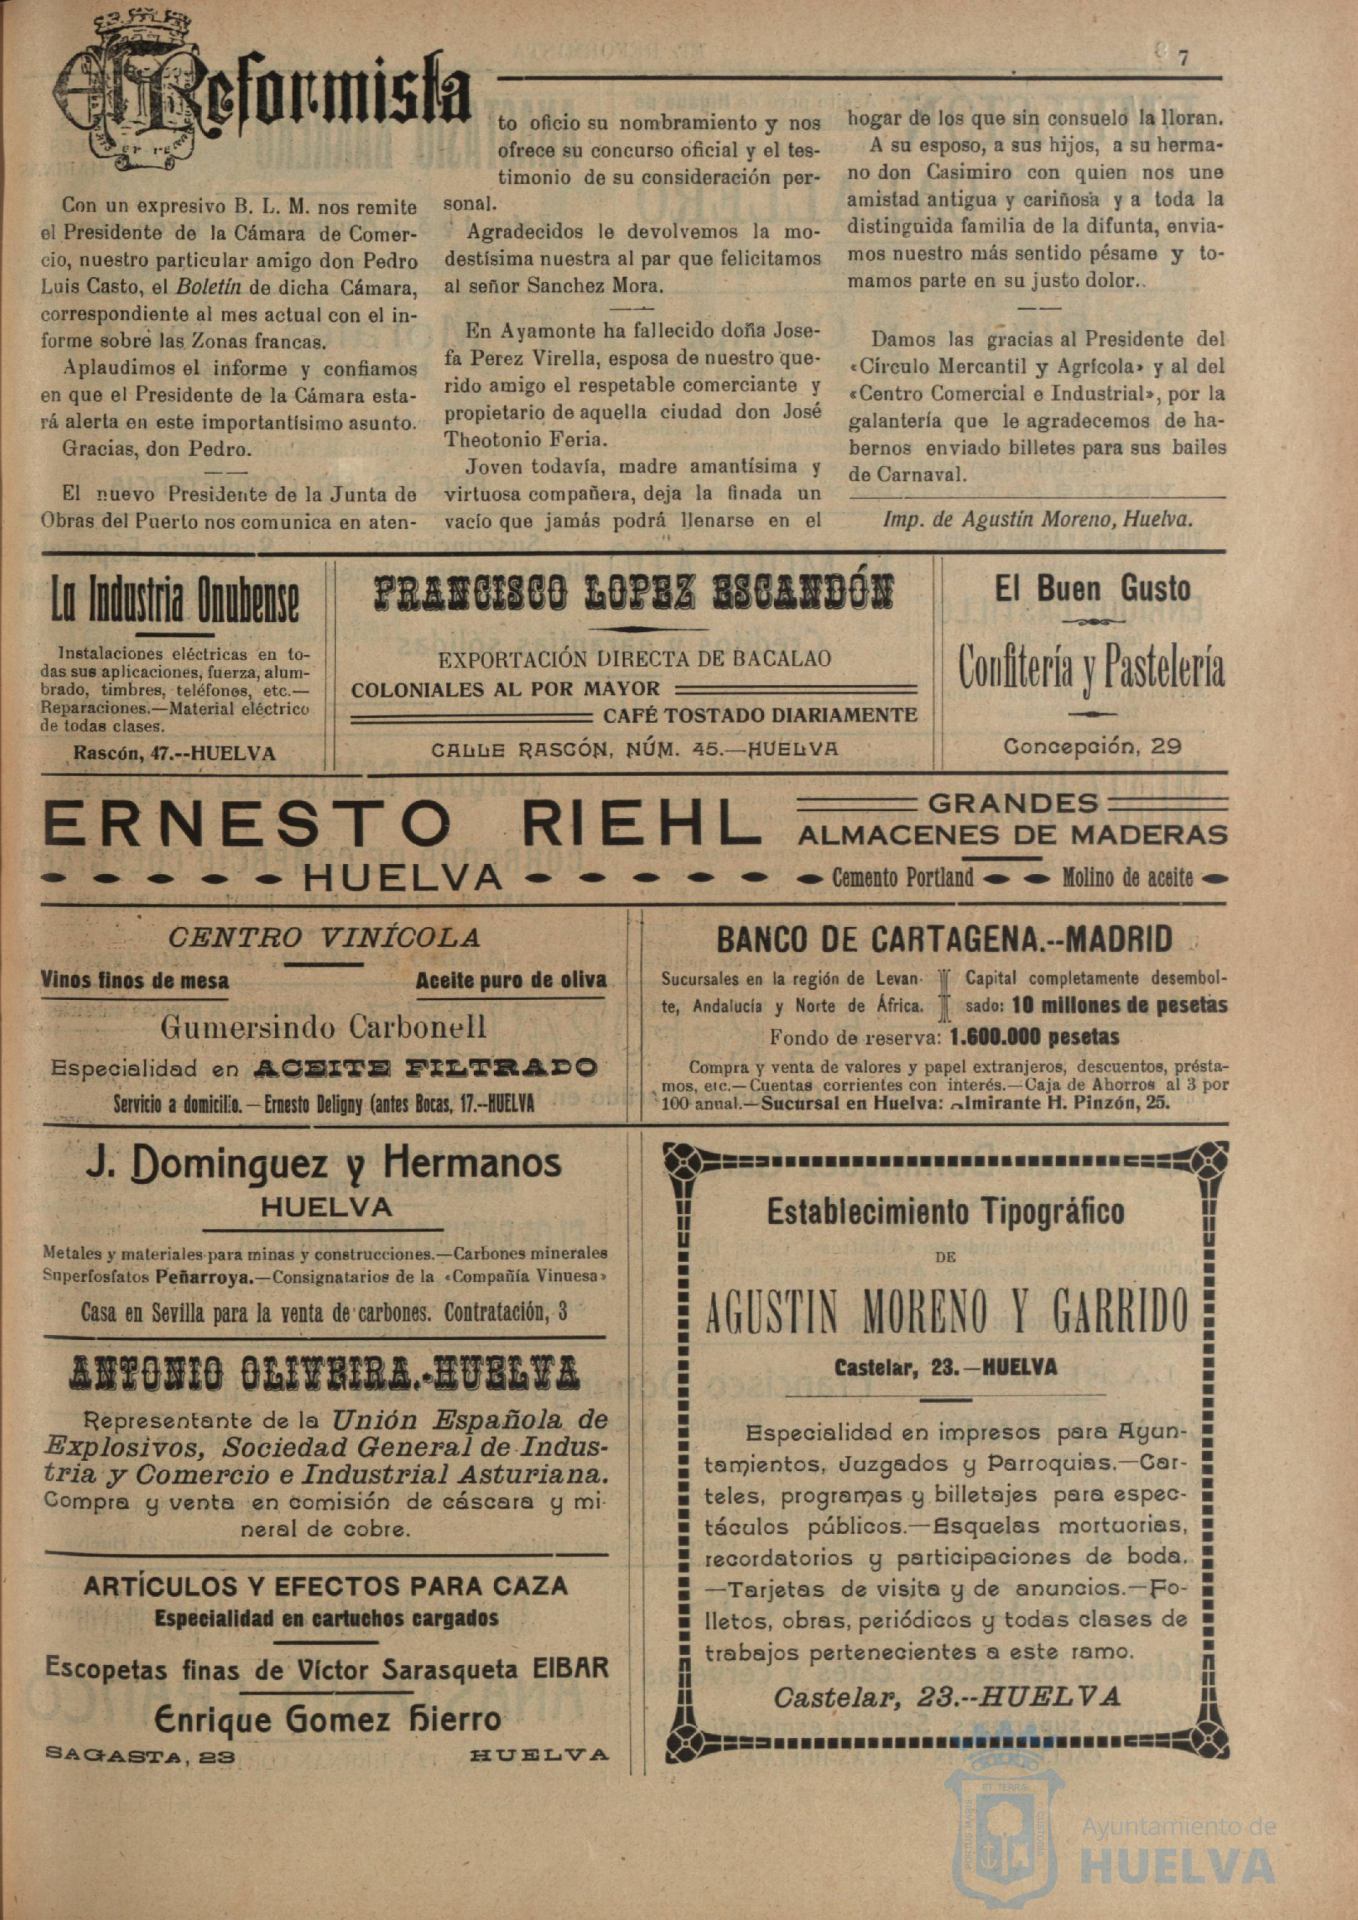 El Reformista
7
Con un expresivo B. L. M. nos remite
el Presidente de la Cámara de Comer-
cio, nuestro particular amigo don Pedro
Luis Casto, el Boletín de dicha Cámara,
correspondiente al mes actual con el in-
forme sobre las Zonas francas.
Aplaudimos el informe y confiamos
en que el Presidente de la Cámara esta-
rá alerta en este importantísimo asunto.
Gracias, don Pedro.
El nuevo Presidente de la Junta de
Obras del Puerto nos comunica en aten-
to oficio su nombramiento y nos
ofrece su concurso oficial y el tes-
timonio de su consideración per-
sonal.
Agradecidos le devolvemos la mo-
destísima nuestra al par que felicitamos
al señor Sanchez Mora.
En Ayamonte ha fallecido doña Jose-
fa Perez Virella, esposa de nuestro que-
rido amigo el respetable comerciante y
propietario de aquella ciudad don José
Theotonio Feria.
Joven todavía, madre amantísima y
virtuosa compañera, deja la finada un
vacío que jamás podrá llenarse en el
hogar de los que sin consuelo la lloran.
A su esposo, a sus hijos, a su herma-
no don Casimiro con quien nos une
amistad antigua y cariñosa y a toda la
distinguida familia de la difunta, envia-
mos nuestro más sentido pésame y to-
mamos parte en su justo dolor..
Damos las gracias al Presidente del
«Círculo Mercantil y Agrícola» y al del
«Centro Comercial e Industrial», por la
galantería que le agradecemos de ha-
bernos enviado billetes para sus bailes
de Carnaval.
Imp. de Agustín Moreno, Huelva.
La Industria Onubense
Instalaciones eléctricas en to-
das sus aplicaciones, fuerza, alum-
brado, timbres, teléfonos, etc.—
Reparaciones.—Material eléctrico
de todas clases.
Rascón, 47.--HUELVA
FRANCISCO LOPEZ ESCANDÓN
EXPORTACIÓN DIRECTA DE BACALAO
COLONIALES AL POR MAYOR
CAFÉ TOSTADO DIARIAMENTE
CALLE RASCÓN, NÚM. 45.—HUELVA
El Buen Gusto
Confitería y Pastelería
Concepción, 29
ERNESTO RIEHL
HUELVA
GRANDES
ALMACENES DE MADERAS
Cemento Portland Molino de aceite
CENTRO VINÍCOLA
Vinos finos de mesa Aceite puro de oliva
Gumersindo Carbonell
Especialidad en ACEITE FILTRADO
Servicio a domicilio.—Ernesto Deligny (antes Bocas, 17.--HUELVA
BANCO DE CARTAGENA.--MADRID
Sucursales en la región de Levan-
te, Andalucía y Norte de África.
Capital completamente desembol-
sado: 10 millones de pesetas
Fondo de reserva: 1.600.000 pesetas
Compra y venta de valores y papel extranjeros, descuentos, présta-
mos, etc.—Cuentas corrientes con interés.—Caja de Ahorros al 3 por
100 anual.—Sucursal en Huelva: Almirante H. Pinzón, 25.
J. Dominguez y Hermanos
HUELVA
Metales y materiales para minas y construcciones.—Carbones minerales
Superfosfatos Peñarroya.—Consignatarios de la «Compañía Vinuesa»
Casa en Sevilla para la venta de carbones. Contratación, 3
ANTONIO OLIVEIRA.-HUELVA
Representante de la Unión Española de
Explosivos, Sociedad General de Indus-
tria y Comercio e Industrial Asturiana.
Compra y venta en comisión de cáscara y mi-
neral de cobre.
ARTÍCULOS Y EFECTOS PARA CAZA
Especialidad en cartuchos cargados
Escopetas finas de Víctor Sarasqueta EIBAR
Enrique Gomez Hierro
SAGASTA, 23 HUELVA
Establecimiento Tipográfico
DE
AGUSTIN MORENO Y GARRIDO
Castelar, 23.—HUELVA
Especialidad en impresos para Ayun-
tamientos, Juzgados y Parroquias.—Car-
teles, programas y billetajes para espec-
táculos públicos.—Esquelas mortuorias,
recordatorios y participaciones de boda.
—Tarjetas de visita y de anuncios.—Fo-
lletos, obras, periódicos y todas clases de
trabajos pertenecientes a este ramo.
Castelar, 23.--HUELVA
Ayuntamiento de
HUELVA